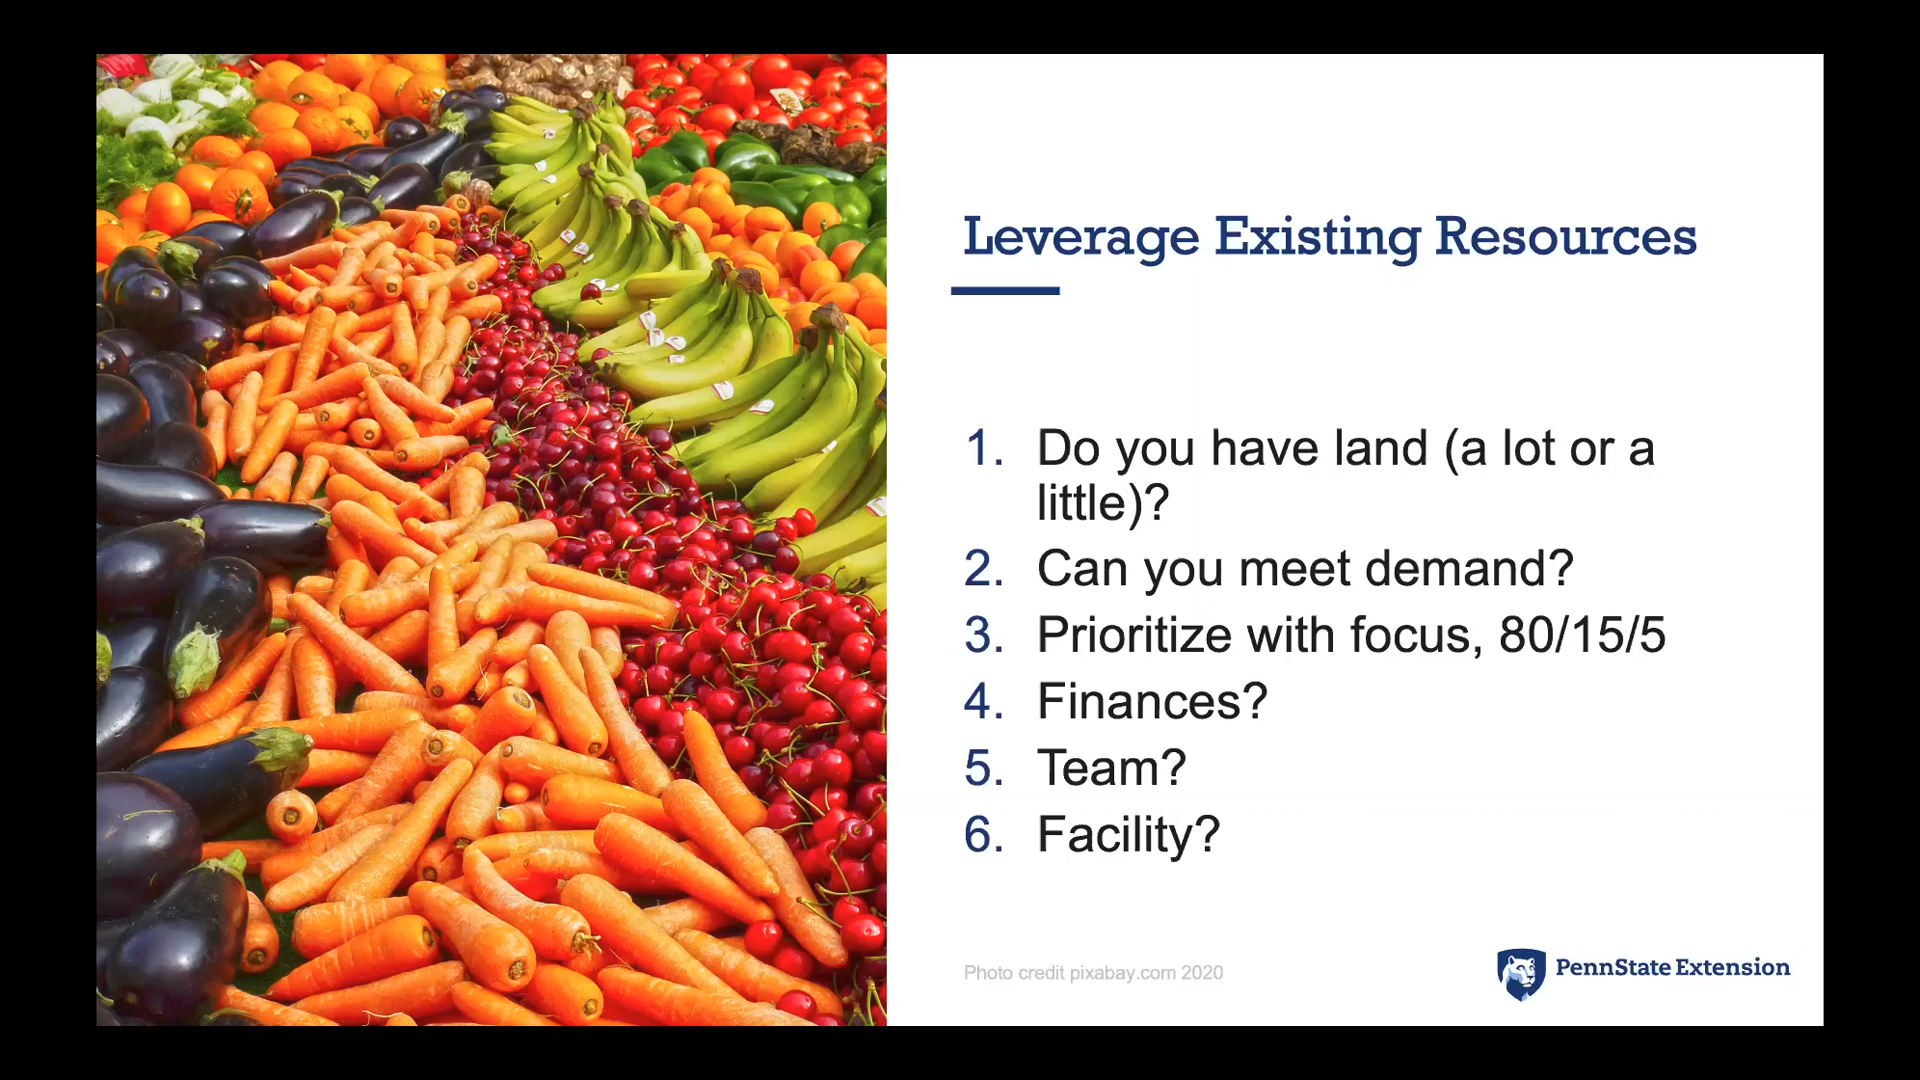 Leverage Existing Resources
1. Do you have land (a lot or a
little)?
2. Can you meet demand?
3. Prioritize with focus, 80/15/5
4. Finances?
5. Team?
6. Facility?
Photo credit pixabay.com 2020
PennState Extension